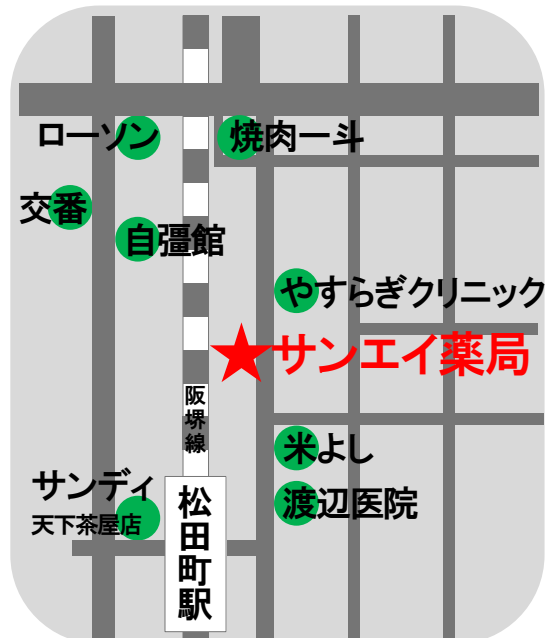 ローソン
焼肉一斗
交番
自彊館
やすらぎクリニック
サンエイ薬局
阪堺線
米よし
サンディ
天下茶屋店
渡辺医院
松田町駅